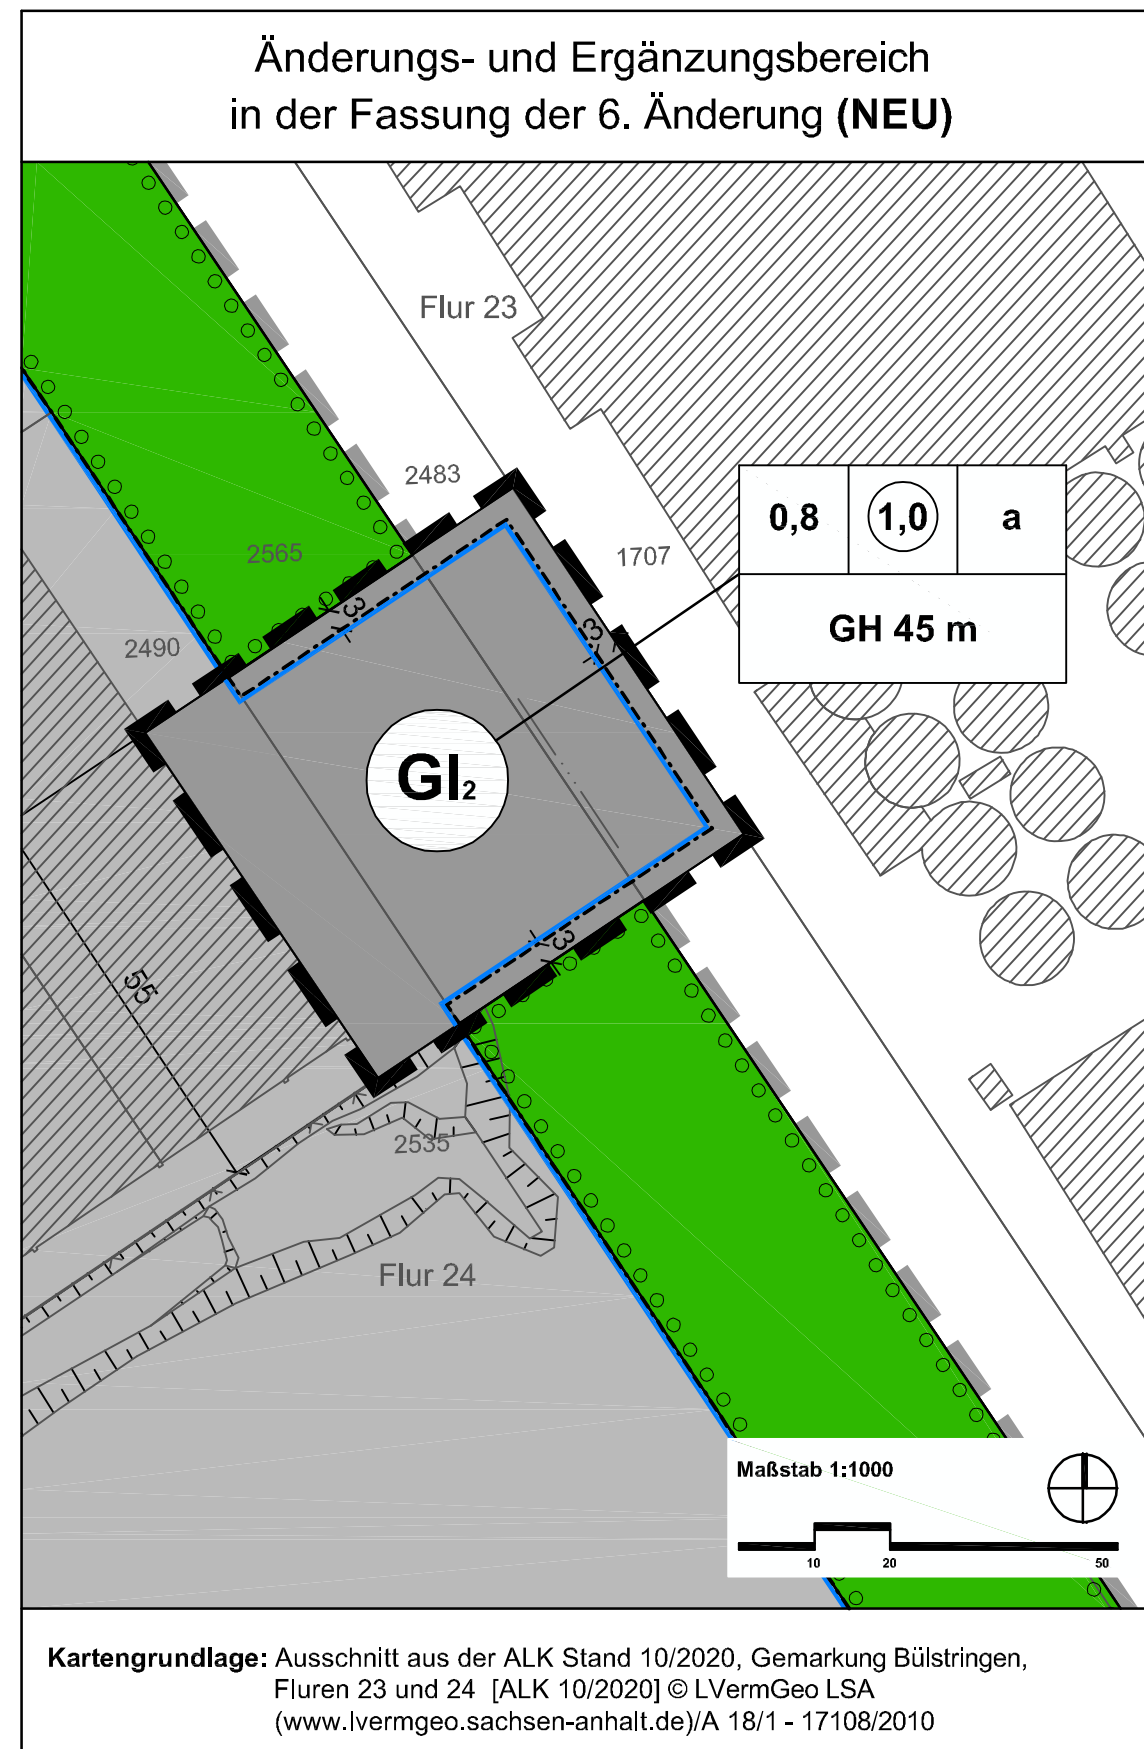 Änderungs- und Ergänzungsbereich
in der Fassung der 6. Änderung (NEU)
Flur 23
2483
2565
1707
0,8 1,0 a
GH 45 m
3
3
2490
GI2
3
55
2535
Flur 24
Maßstab 1:1000
10 20 50
Kartengrundlage: Ausschnitt aus der ALK Stand 10/2020, Gemarkung Bülstringen,
Fluren 23 und 24 [ALK 10/2020] © LVermGeo LSA
(www.lvermgeo.sachsen-anhalt.de)/A 18/1 - 17108/2010